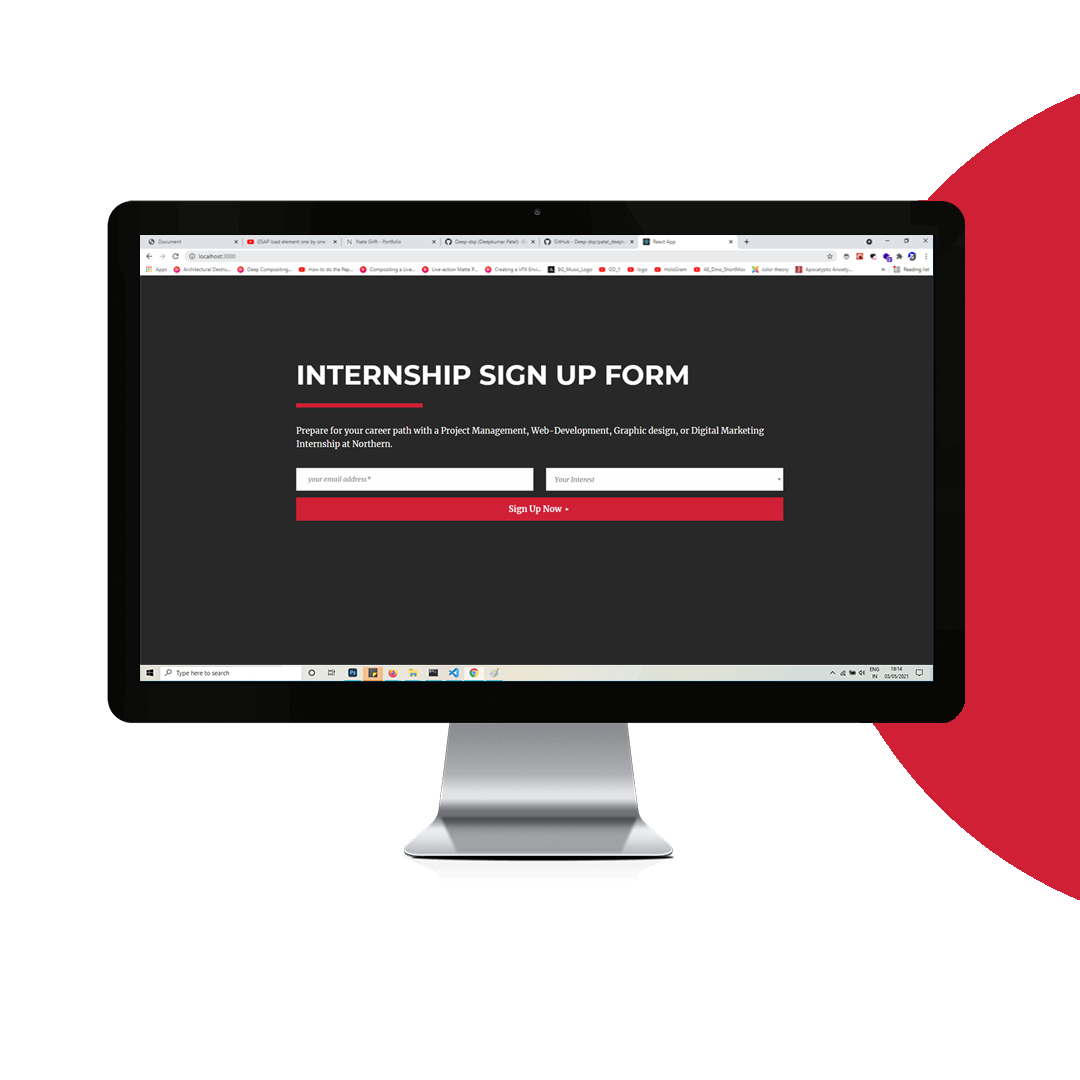 Document
GSAP load element one by one
Nate Grift - Portfolio
Deep-dsp (Deepkumar Patel) - G
GitHub - Deep-dsp/patel_deepk
React App
localhost:3000
Apps
Architectural Destru...
Deep Compositing...
How to do the Pap...
Compositing a Live...
Live-action Matte P...
Creating a VFX Envi...
BG_Music_Logo
GD_1
logo
HoloGram
AE_Dino_ShortMov
color theory
Apocalyptic Anxiety...
Reading list
INTERNSHIP SIGN UP FORM
Prepare for your career path with a Project Management, Web-Development, Graphic design, or Digital Marketing
Internship at Northern.
your email address*
Your Interest
Sign Up Now
Type here to search
Ps
ENG
IN
18:14
03/05/2021